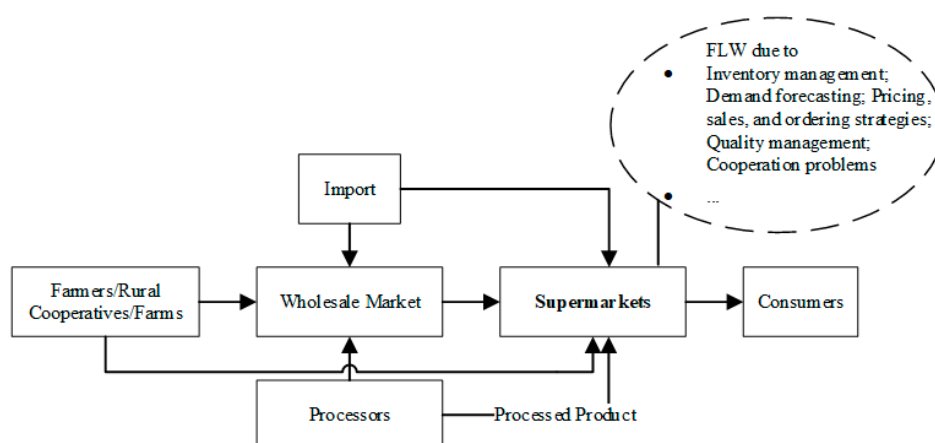 FLW due to
● Inventory management;
Demand forecasting; Pricing,
sales, and ordering strategies;
Quality management;
Cooperation problems
● ...
Import
Farmers/Rural
Cooperatives/Farms
Wholesale Market
Supermarkets
Consumers
Processors
Processed Product